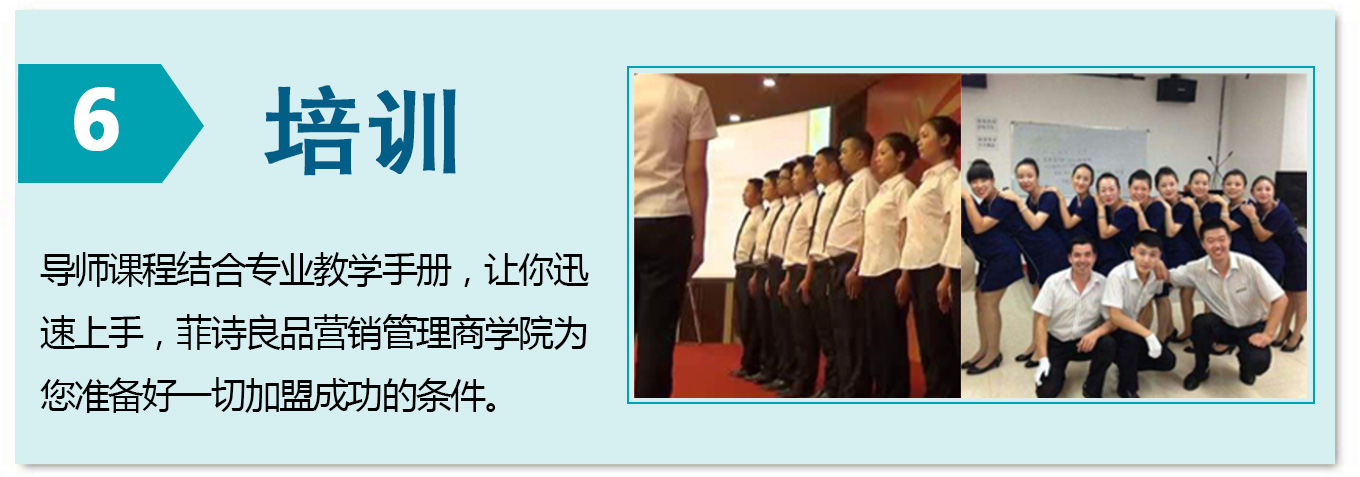 6
培训
导师课程结合专业教学手册，让你迅
速上手，菲诗良品营销管理商学院为
您准备好一切加盟成功的条件。